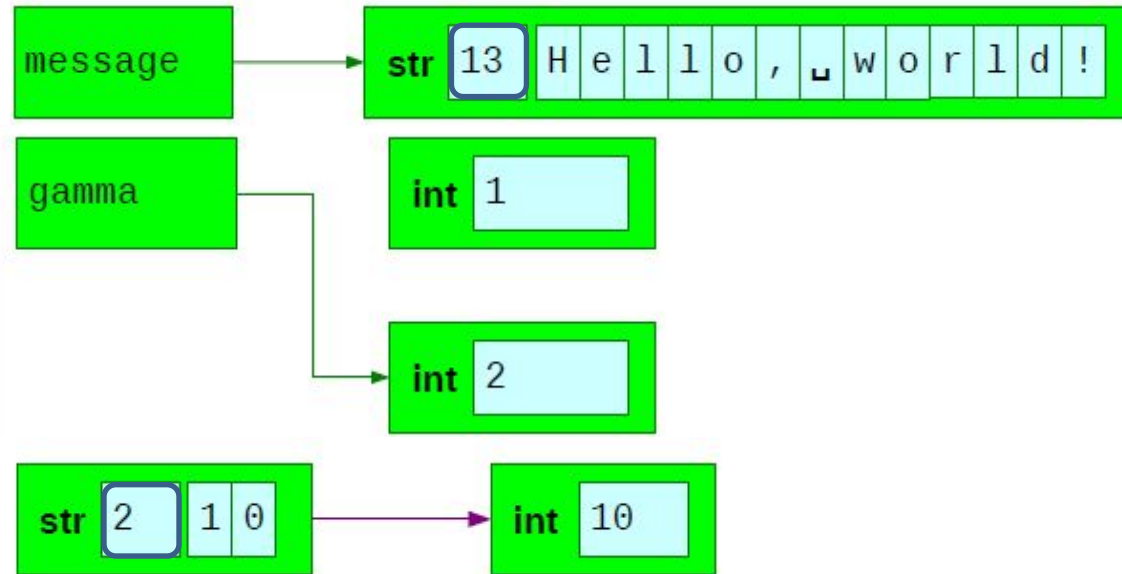 message str 13 H e l l o , ␣ w o r l d !
gamma int 1
int 2
str 2 1 0 int 10